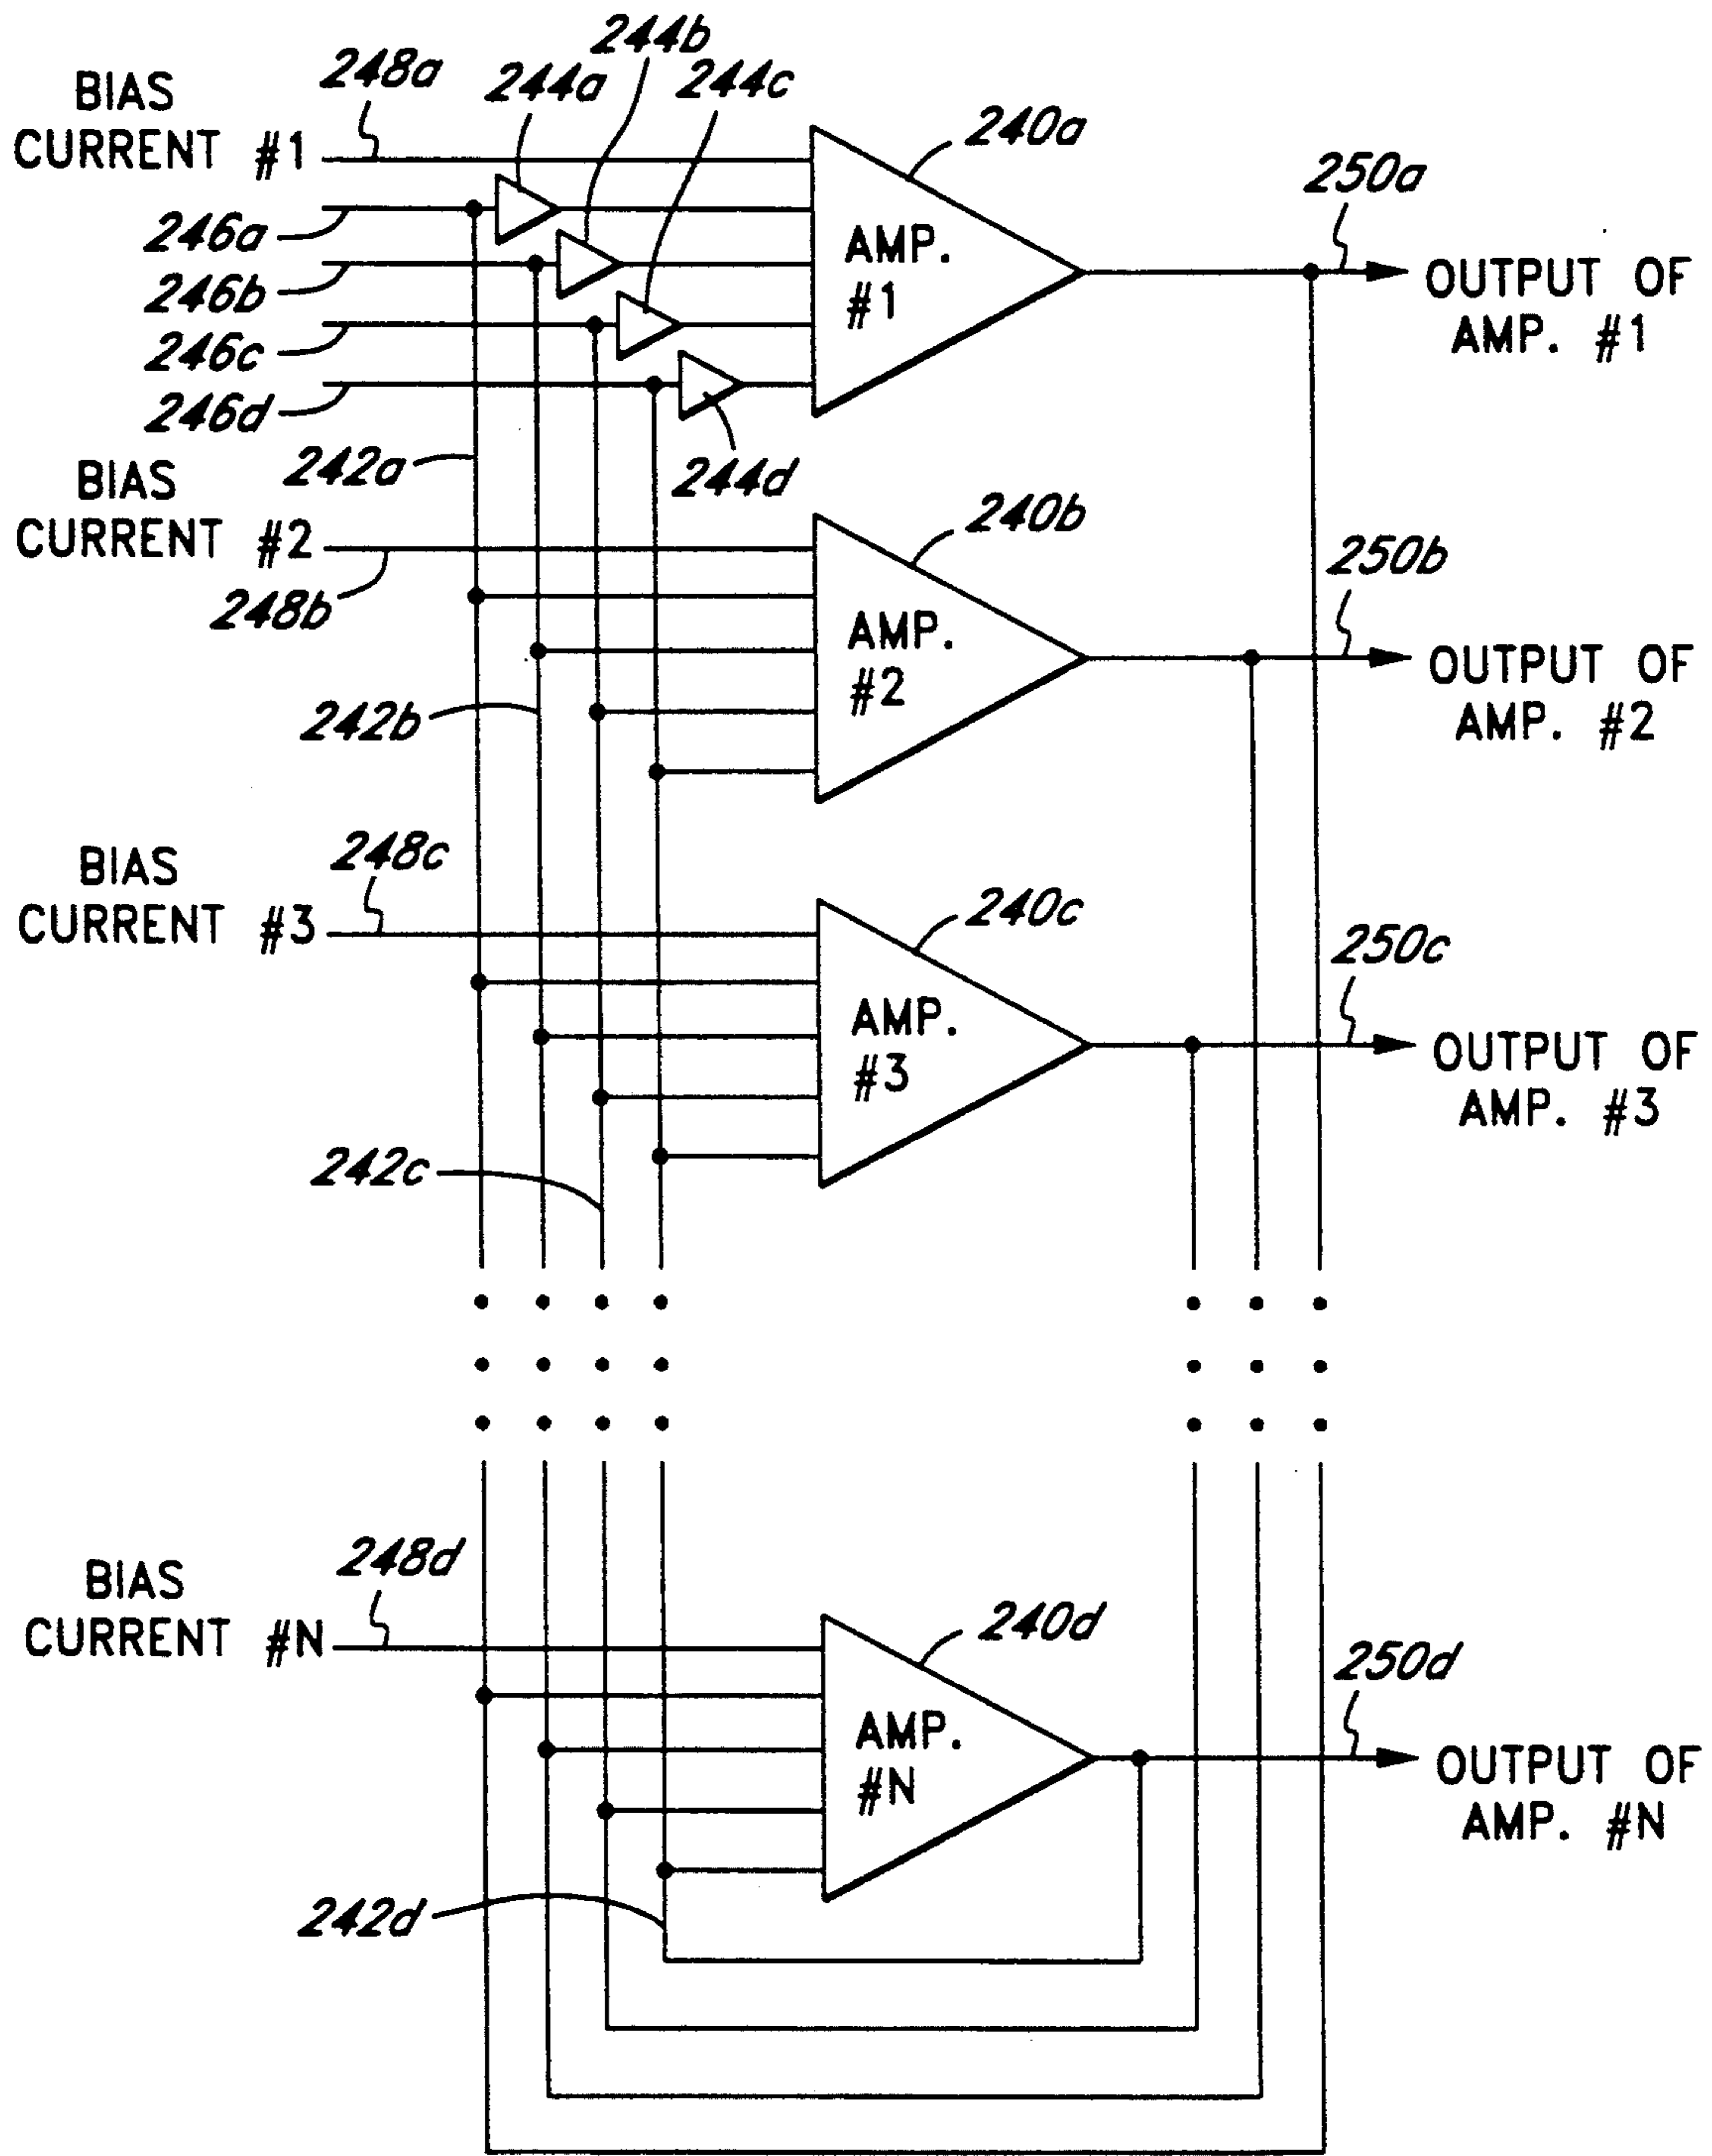 244b
248a
244a
244c
BIAS
CURRENT #1
240a
250a
246a
246b
246c
246d
AMP.
#1
OUTPUT OF
AMP. #1
242a
244d
BIAS
CURRENT #2
240b
250b
248b
AMP.
#2
OUTPUT OF
AMP. #2
242b
BIAS
CURRENT #3
248c
240c
250c
AMP.
#3
OUTPUT OF
AMP. #3
242c
BIAS
CURRENT #N
248d
240d
250d
AMP.
#N
OUTPUT OF
AMP. #N
242d